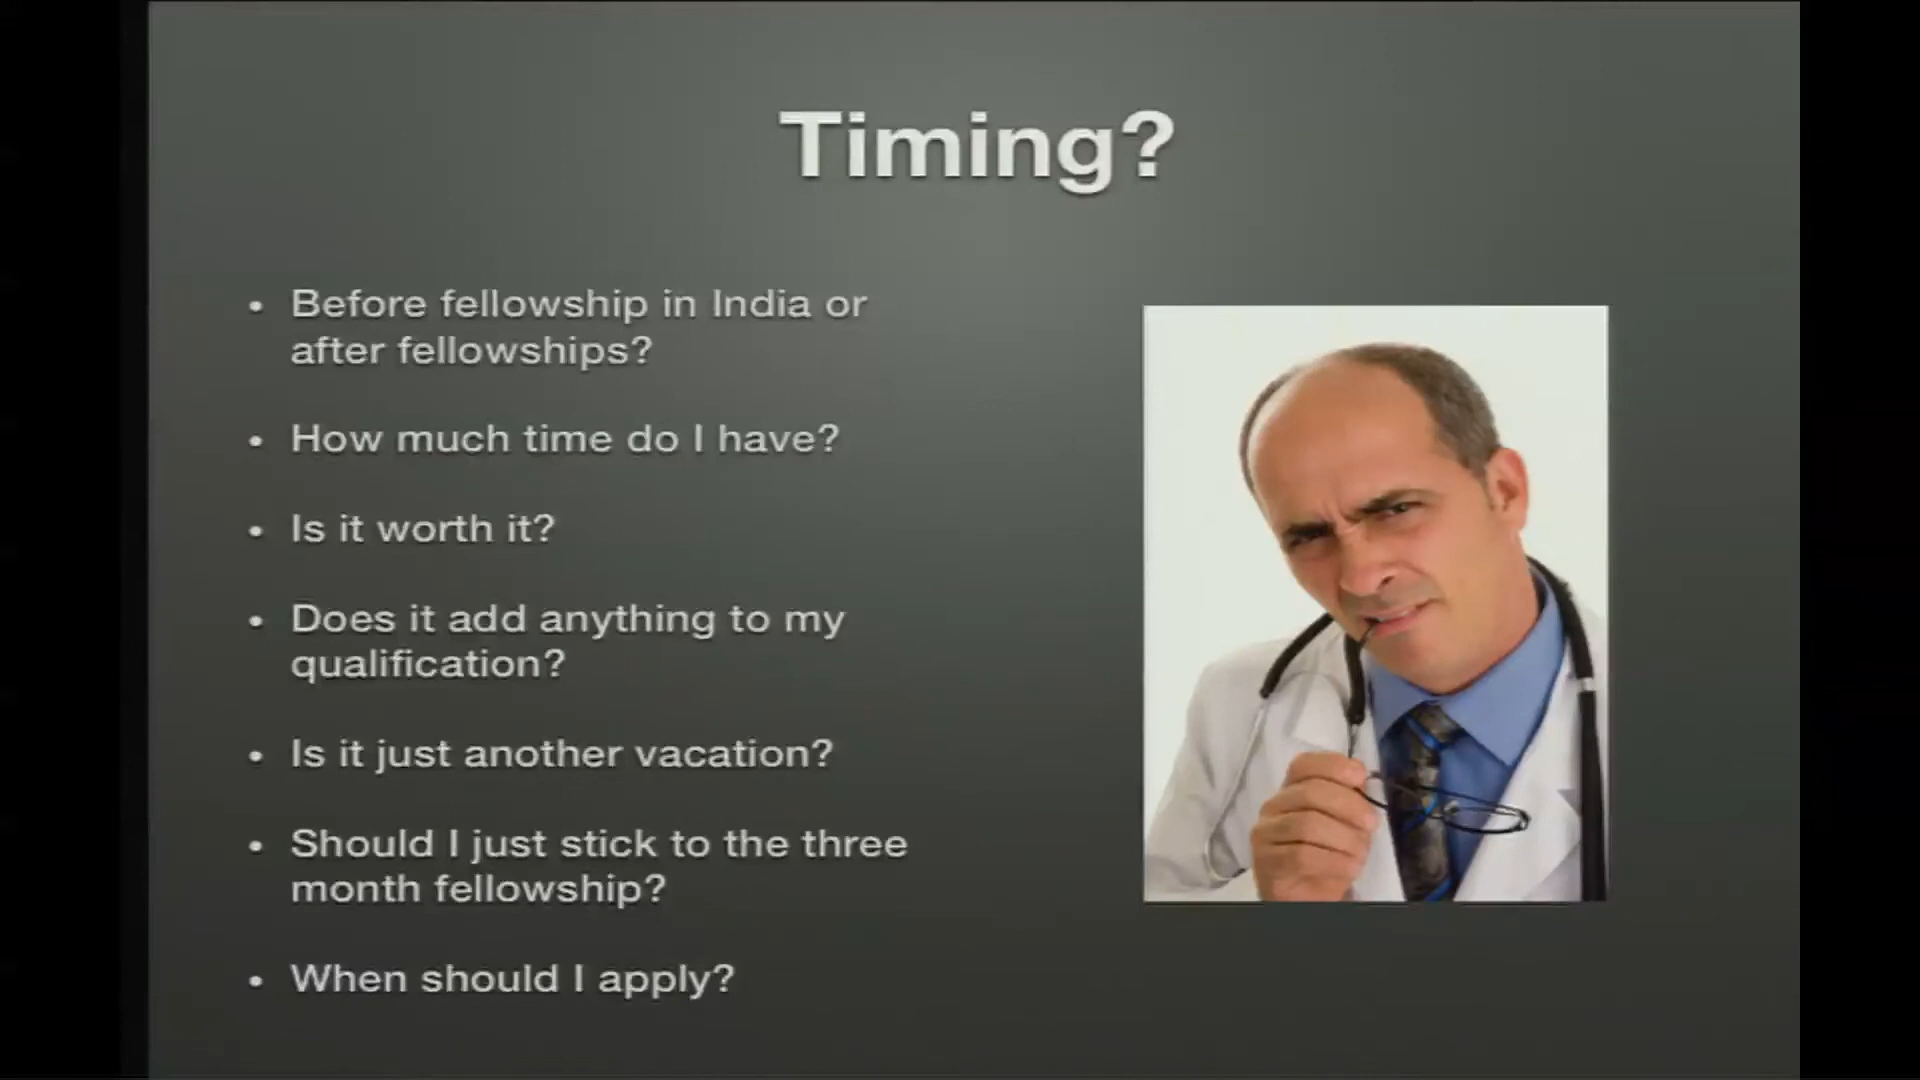 Timing?
• Before fellowship in India or
after fellowships?
• How much time do I have?
• Is it worth it?
• Does it add anything to my
qualification?
• Is it just another vacation?
• Should I just stick to the three
month fellowship?
• When should I apply?